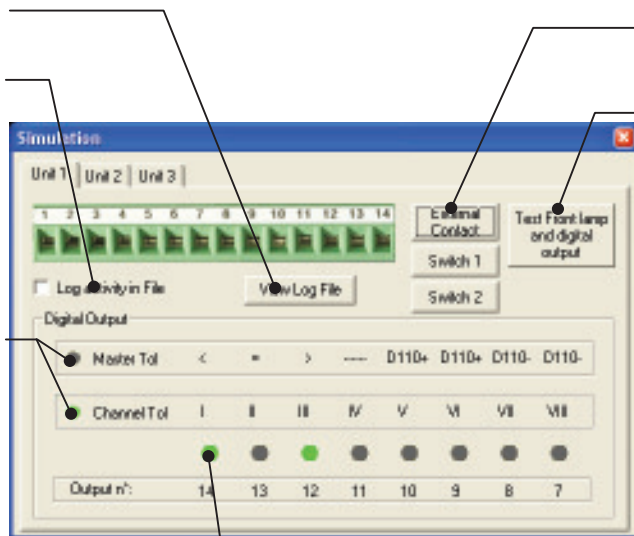 Simulation
Unit 1 Unit 2 Unit 3
1 2 3 4 5 6 7 8 9 10 11 12 13 14
External Contact
Test Front lamp and digital output
Switch 1
Log activity in File
View Log File
Switch 2
Digital Output
Master Tol < = > ---- D110+ D110+ D110- D110-
Channel Tol I II III IV V VI VII VIII
Output n°: 14 13 12 11 10 9 8 7